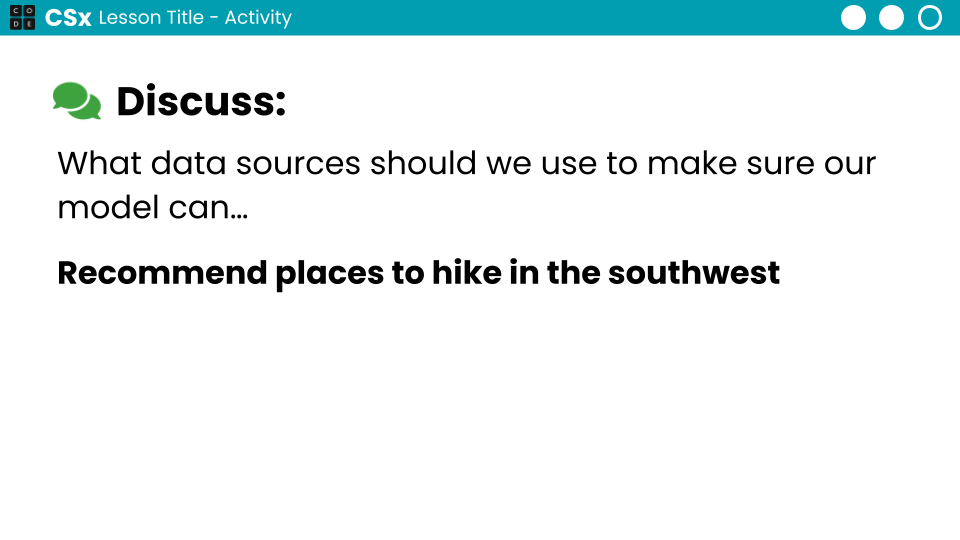 C O D E CSx Lesson Title - Activity
Discuss:
What data sources should we use to make sure our
model can...
Recommend places to hike in the southwest